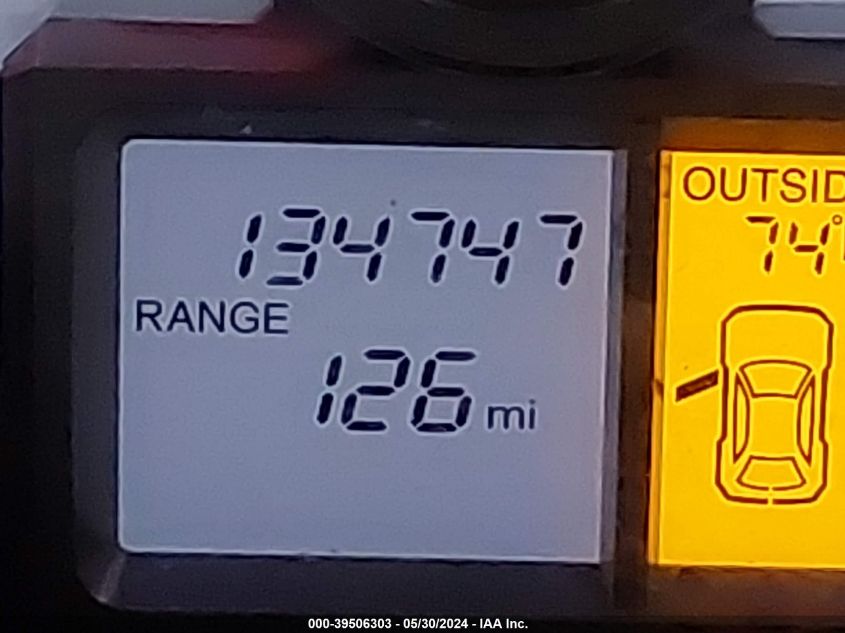 134747
RANGE
126 mi
OUTSID
74°
000-39506303 - 05/30/2024 - IAA Inc.